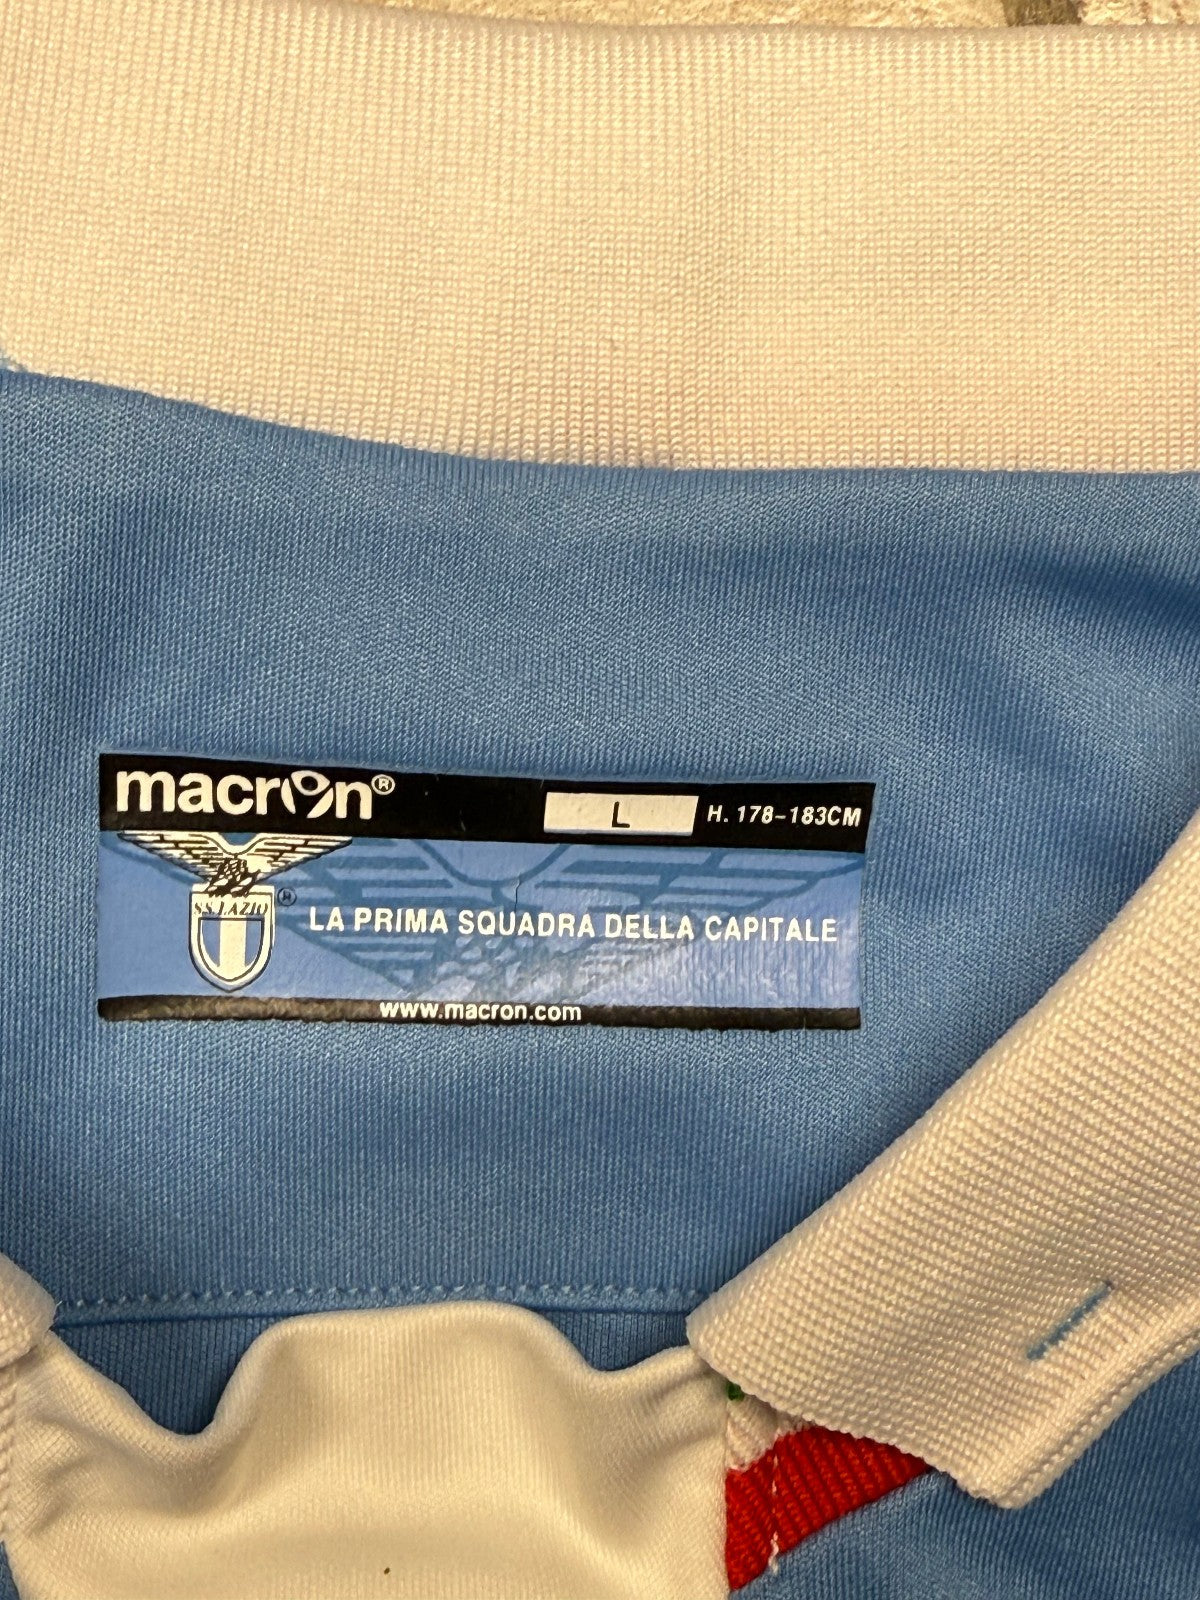 macron®
L
H. 178-183CM
S.S.LAZIO
®
LA PRIMA SQUADRA DELLA CAPITALE
www.macron.com